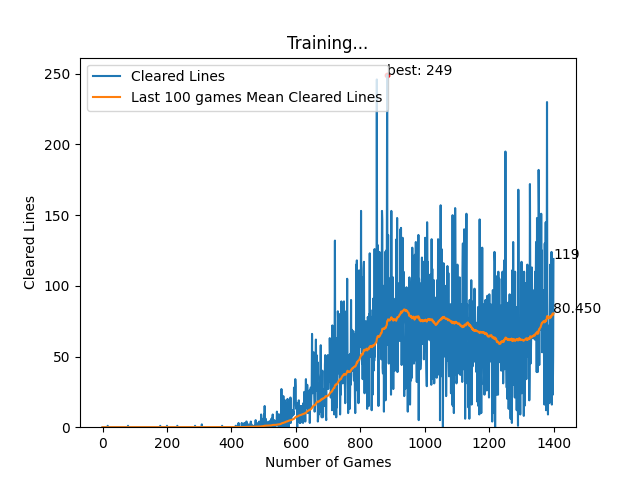 Training...
best: 249
Cleared Lines
Last 100 games Mean Cleared Lines
250
200
150
100
50
0
Cleared Lines
119
80.450
0 200 400 600 800 1000 1200 1400
Number of Games